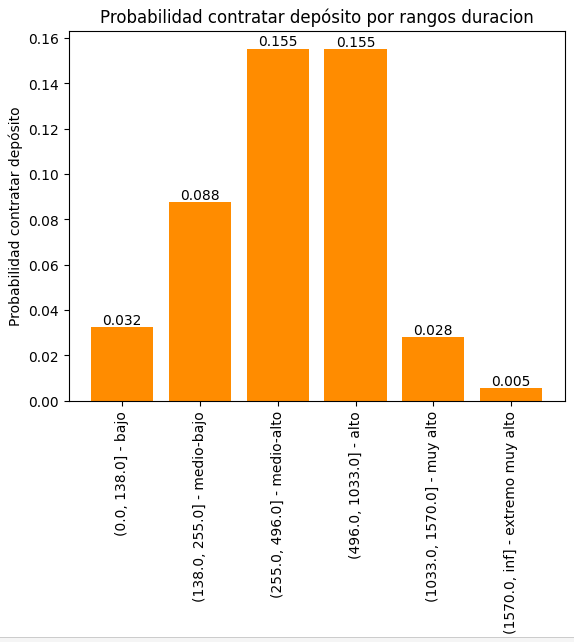 Probabilidad contratar depósito por rangos duracion
Probabilidad contratar depósito
0.16
0.14
0.12
0.10
0.08
0.06
0.04
0.02
0.00
0.032
0.088
0.155
0.155
0.028
0.005
(0.0, 138.0] - bajo
(138.0, 255.0] - medio-bajo
(255.0, 496.0] - medio-alto
(496.0, 1033.0] - alto
(1033.0, 1570.0] - muy alto
(1570.0, inf] - extremo muy alto